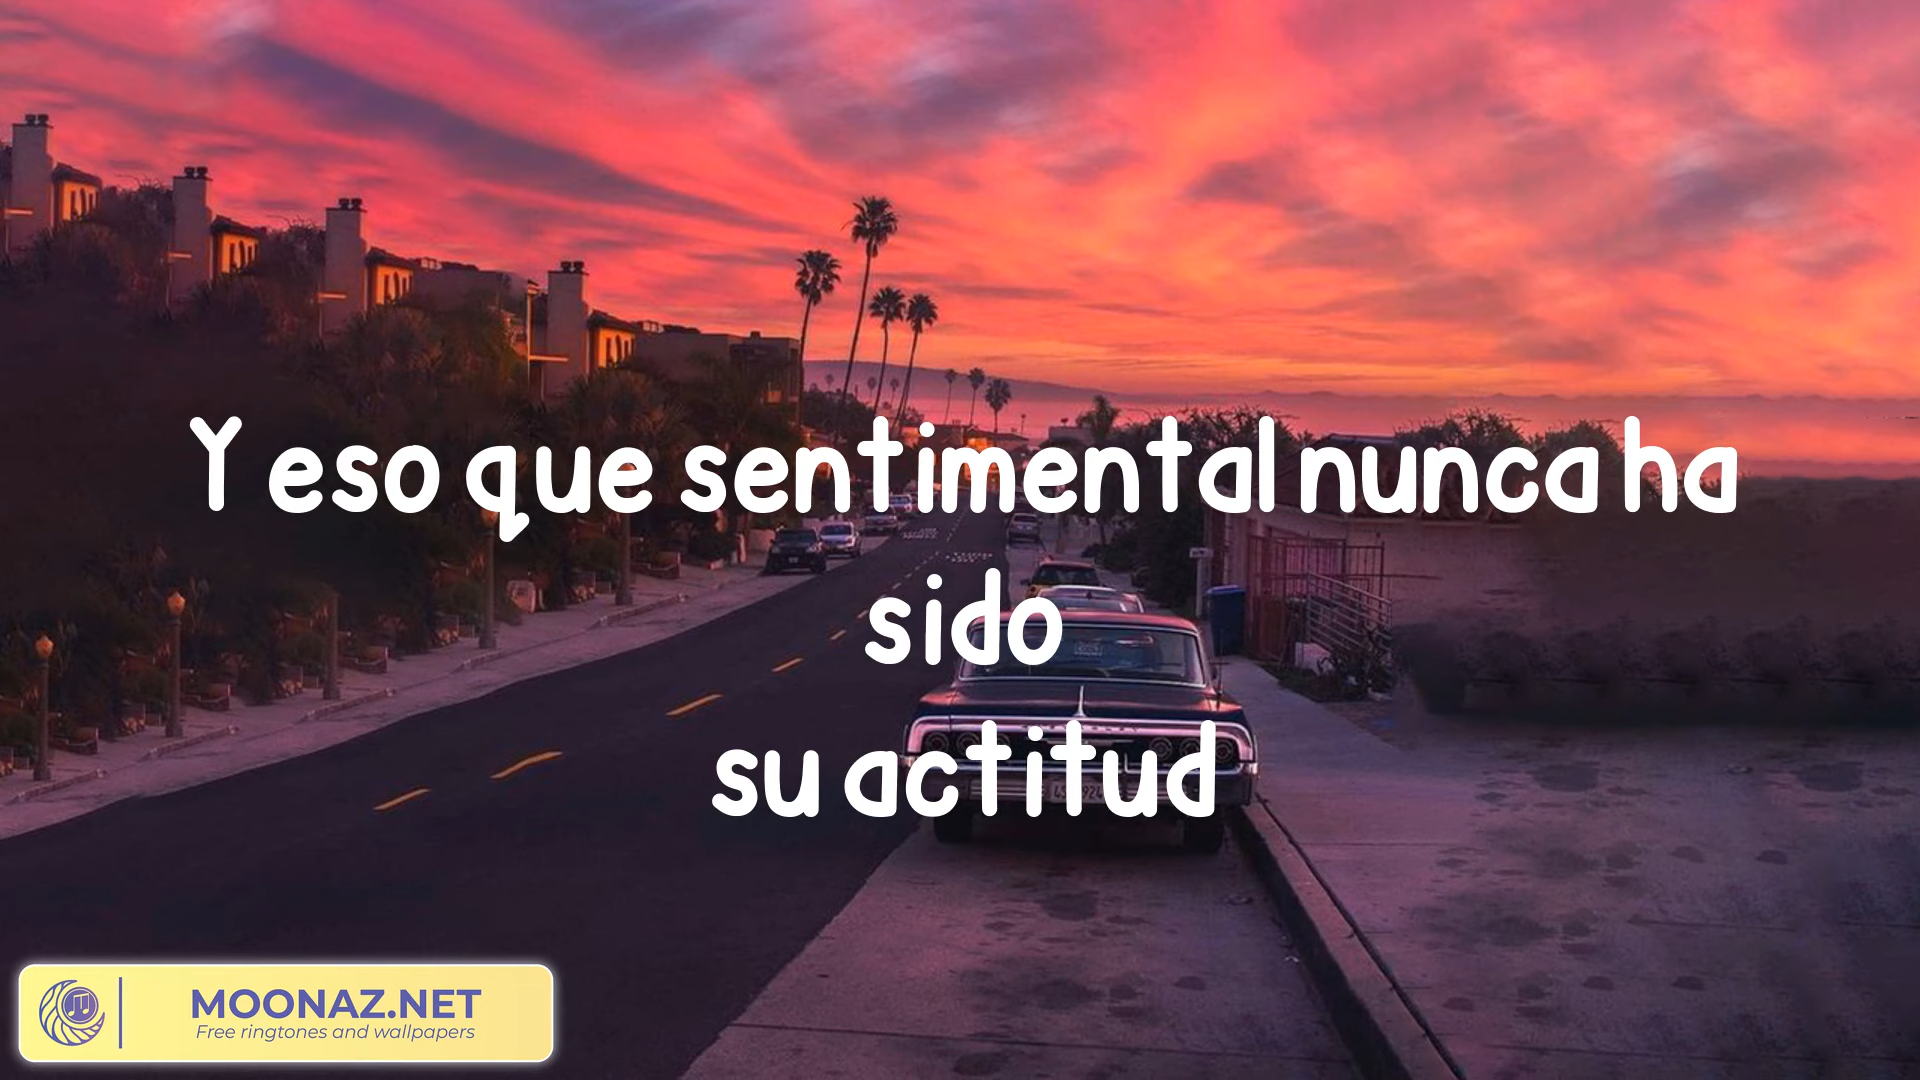 Y eso que sentimental nunca ha
sido
su actitud
MOONAZ.NET
Free ringtones and wallpapers